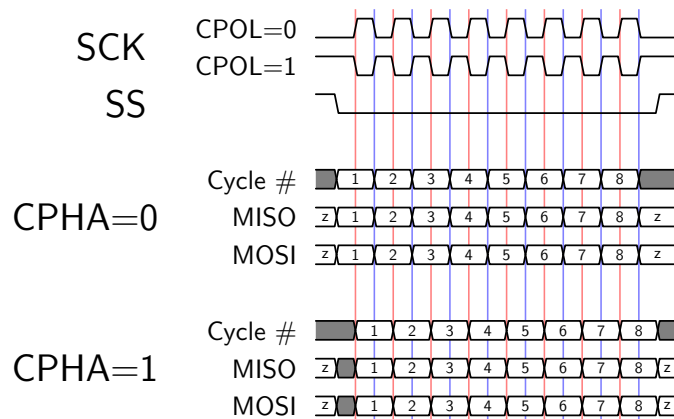 SCK
CPOL=0
CPOL=1
SS
CPHA=0
Cycle # 1 2 3 4 5 6 7 8
MISO z 1 2 3 4 5 6 7 8 z
MOSI z 1 2 3 4 5 6 7 8 z
CPHA=1
Cycle # 1 2 3 4 5 6 7 8
MISO z 1 2 3 4 5 6 7 8 z
MOSI z 1 2 3 4 5 6 7 8 z